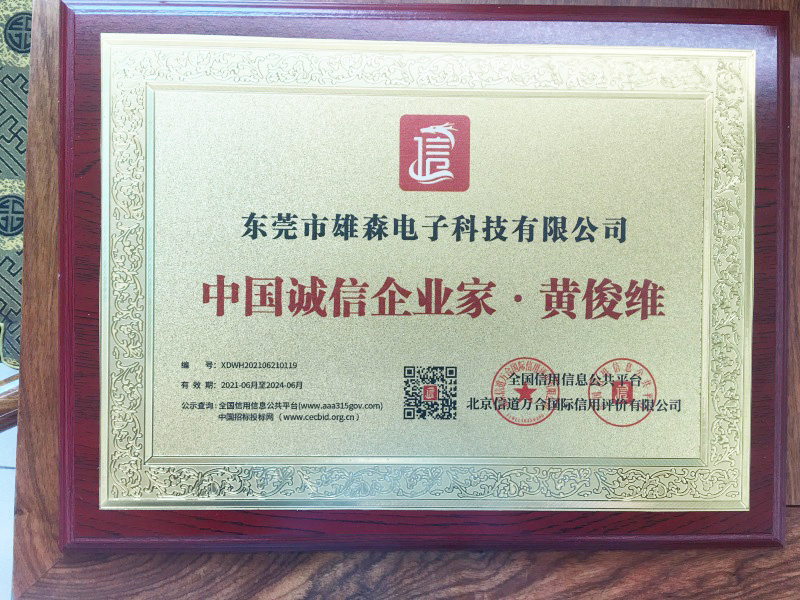 信
东莞市雄森电子科技有限公司
中国诚信企业家·黄俊维
编 号：XDWH202106210119
有 效 期：2021-06月至2024-06月
公示查询：全国信用信息公共平台(www.aaa315gov.com)
中国招标投标网（www.cecbid.org.cn）
全国信用信息公共平台
北京信道万合国际信用评价有限公司